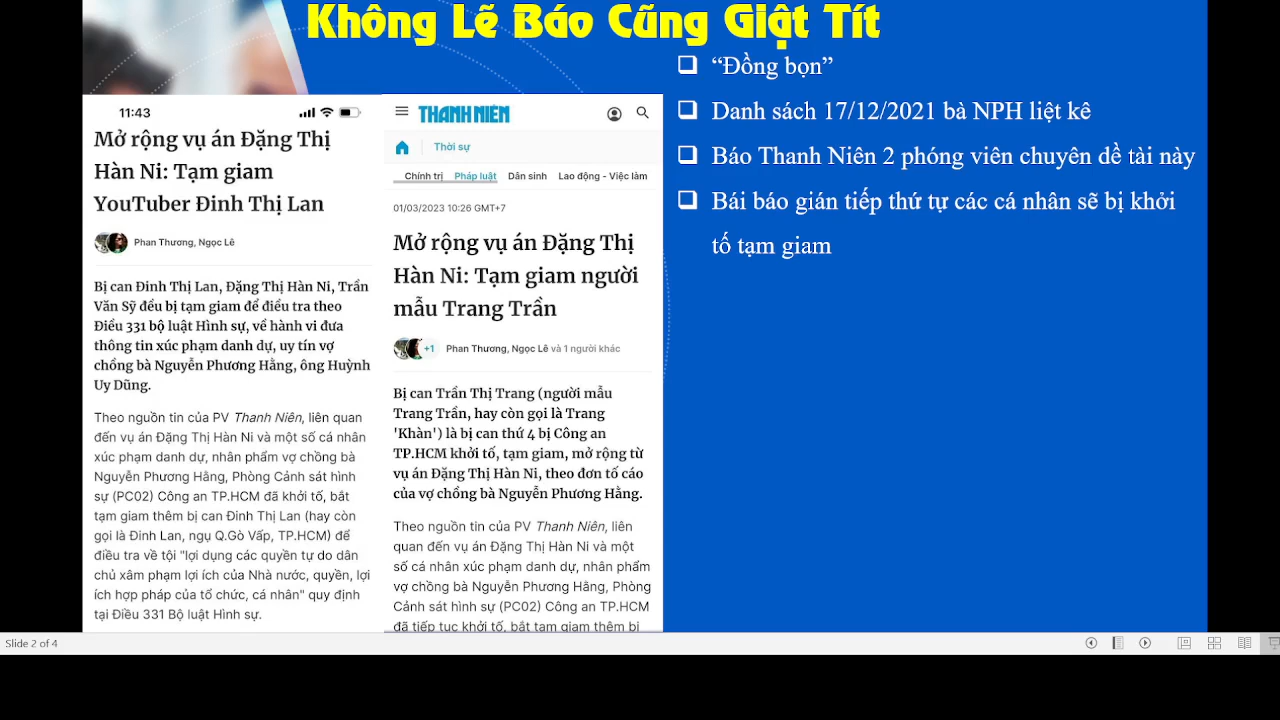 Không Lẽ Báo Cũng Giật Tít
11:43
Mở rộng vụ án Đặng Thị
Hàn Ni: Tạm giam
YouTuber Đinh Thị Lan
Phan Thương, Ngọc Lê
Bị can Đinh Thị Lan, Đặng Thị Hàn Ni, Trần
Văn Sỹ đều bị tạm giam để điều tra theo
Điều 331 bộ luật Hình sự, về hành vi đưa
thông tin xúc phạm danh dự, uy tín vợ
chồng bà Nguyễn Phương Hằng, ông Huỳnh
Uy Dũng.
Theo nguồn tin của PV Thanh Niên, liên quan
đến vụ án Đặng Thị Hàn Ni và một số cá nhân
xúc phạm danh dự, nhân phẩm vợ chồng bà
Nguyễn Phương Hằng, Phòng Cảnh sát hình
sự (PC02) Công an TP.HCM đã khởi tố, bắt
tạm giam thêm bị can Đinh Thị Lan (hay còn
gọi là Đinh Lan, ngụ Q.Gò Vấp, TP.HCM) để
điều tra về tội "lợi dụng các quyền tự do dân
chủ xâm phạm lợi ích của Nhà nước, quyền, lợi
ích hợp pháp của tổ chức, cá nhân" quy định
tại Điều 331 Bộ luật Hình sự.
THANH NIÊN
Thời sự
Chính trị Pháp luật Dân sinh Lao động - Việc làm
01/03/2023 10:26 GMT+7
Mở rộng vụ án Đặng Thị
Hàn Ni: Tạm giam người
mẫu Trang Trần
+1 Phan Thương, Ngọc Lê và 1 người khác
Bị can Trần Thị Trang (người mẫu
Trang Trần, hay còn gọi là Trang
'Khàn') là bị can thứ 4 bị Công an
TP.HCM khởi tố, tạm giam, mở rộng từ
vụ án Đặng Thị Hàn Ni, theo đơn tố cáo
của vợ chồng bà Nguyễn Phương Hằng.
Theo nguồn tin của PV Thanh Niên, liên
quan đến vụ án Đặng Thị Hàn Ni và một
số cá nhân xúc phạm danh dự, nhân phẩm
vợ chồng bà Nguyễn Phương Hằng, Phòng
Cảnh sát hình sự (PC02) Công an TP.HCM
đã tiếp tục khởi tố, bắt tạm giam thêm bị
“Đồng bọn”
Danh sách 17/12/2021 bà NPH liệt kê
Báo Thanh Niên 2 phóng viên chuyên dề tài này
Bái báo gián tiếp thứ tự các cá nhân sẽ bị khởi
tố tạm giam
Slide 2 of 4